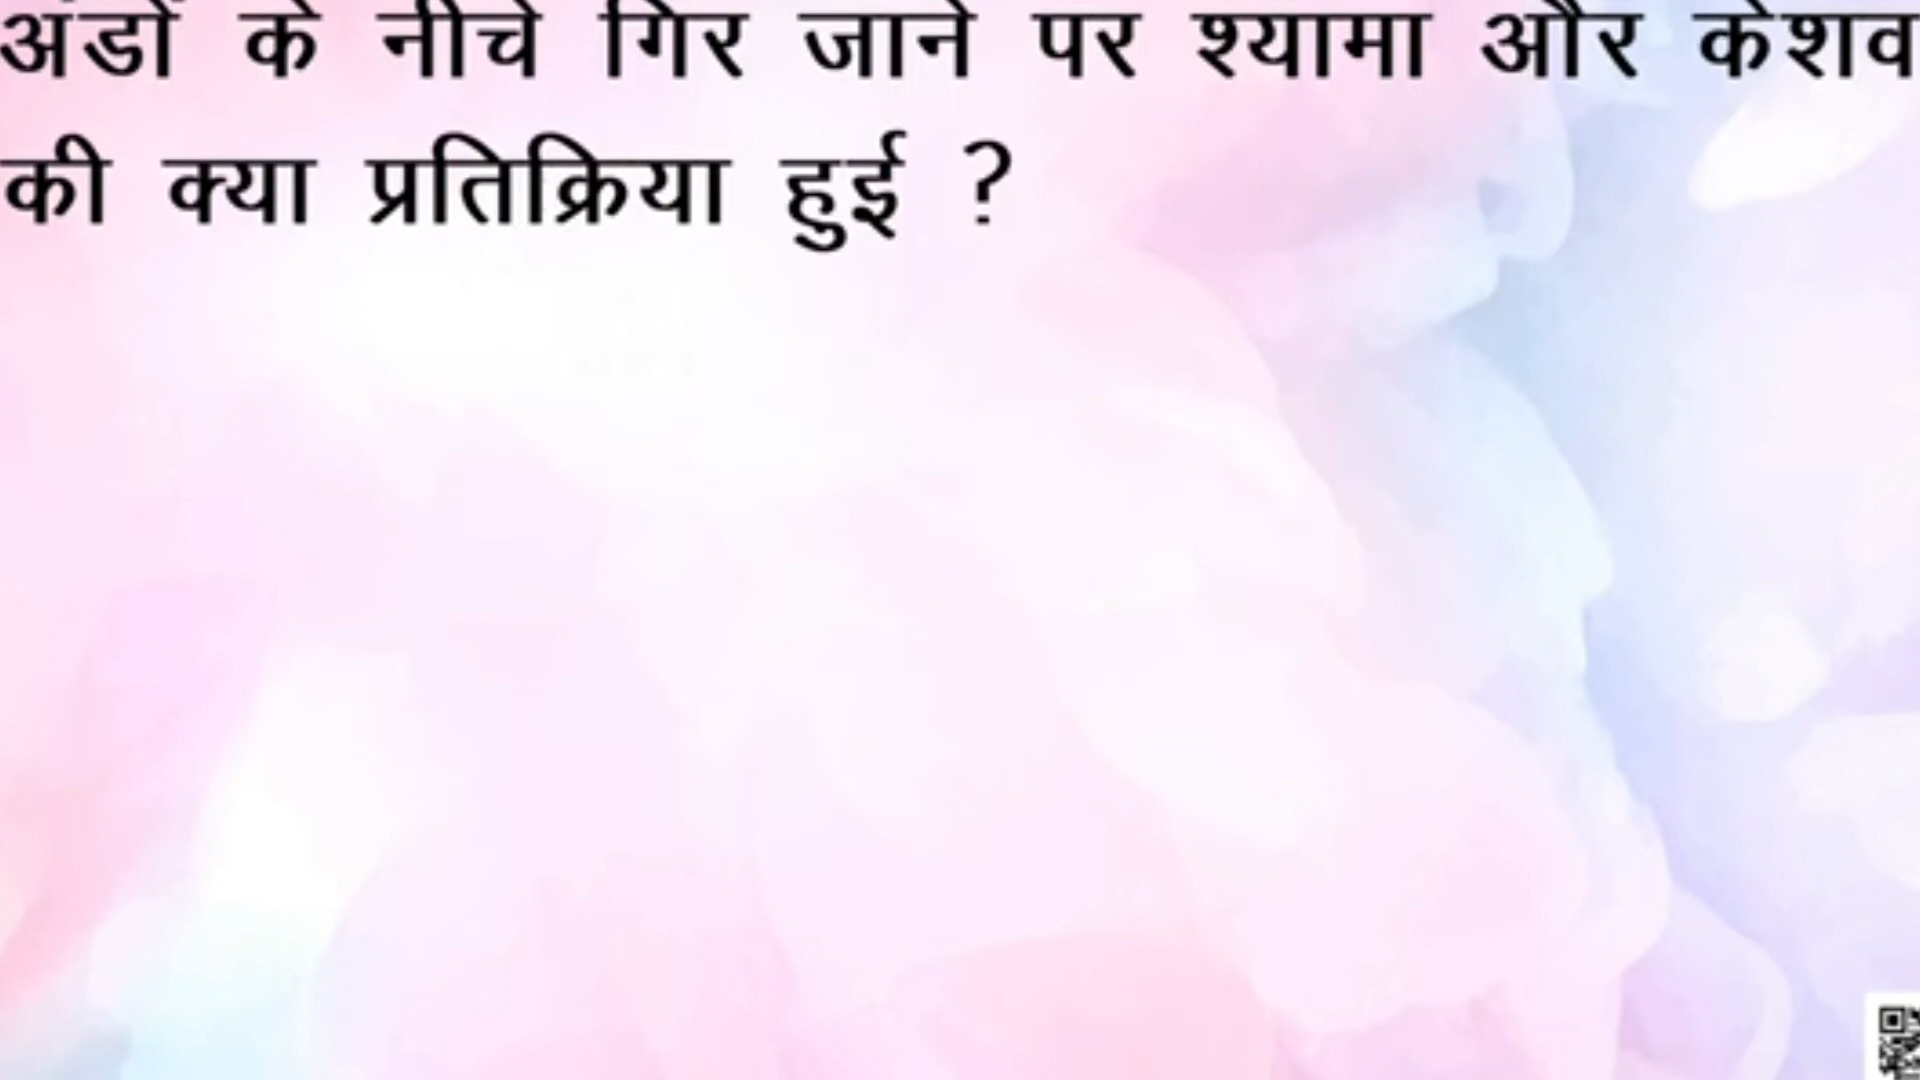 अंडों के नीचे गिर जाने पर श्यामा और केशव
की क्या प्रतिक्रिया हुई ?